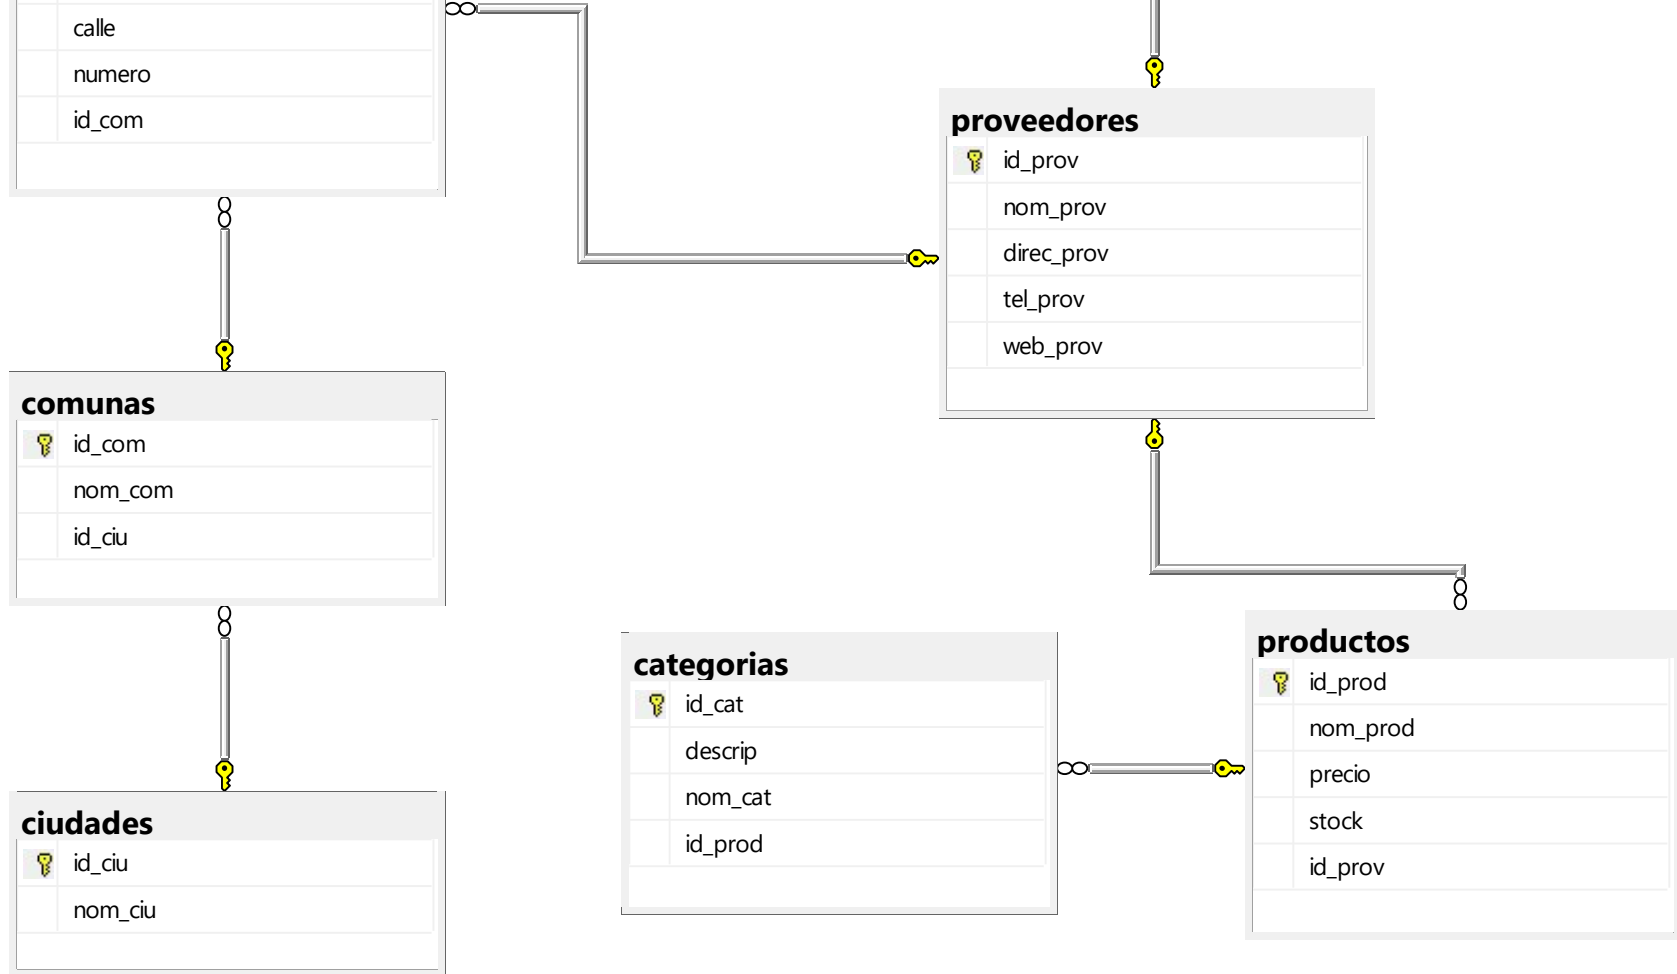 calle
numero
id_com
proveedores
id_prov
nom_prov
direc_prov
tel_prov
web_prov
comunas
id_com
nom_com
id_ciu
categorias
id_cat
descrip
nom_cat
id_prod
productos
id_prod
nom_prod
precio
stock
id_prov
ciudades
id_ciu
nom_ciu